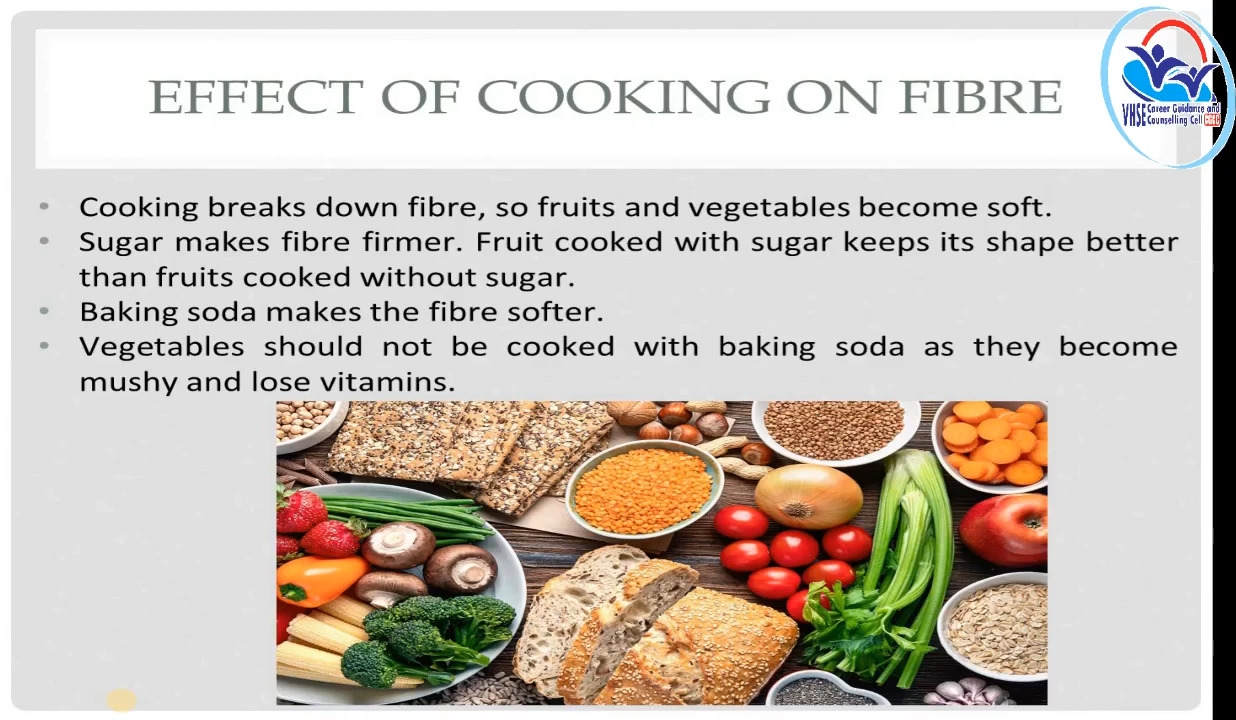 EFFECT OF COOKING ON FIBRE
VHSE Career Guidance and
Counselling Cell CGCC
• Cooking breaks down fibre, so fruits and vegetables become soft.
• Sugar makes fibre firmer. Fruit cooked with sugar keeps its shape better
than fruits cooked without sugar.
• Baking soda makes the fibre softer.
• Vegetables should not be cooked with baking soda as they become
mushy and lose vitamins.